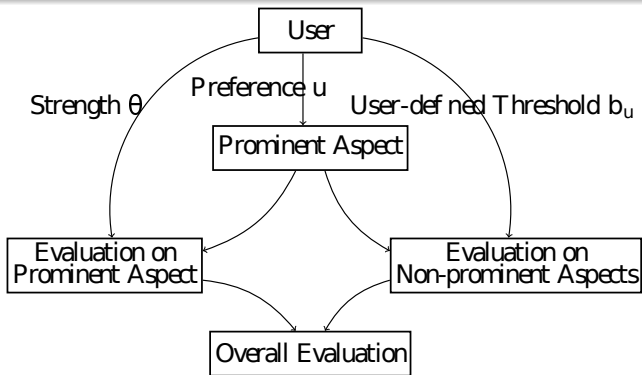 User
Preference u
Strength θ
User-defined Threshold bu
Prominent Aspect
Evaluation on
Prominent Aspect
Evaluation on
Non-prominent Aspects
Overall Evaluation